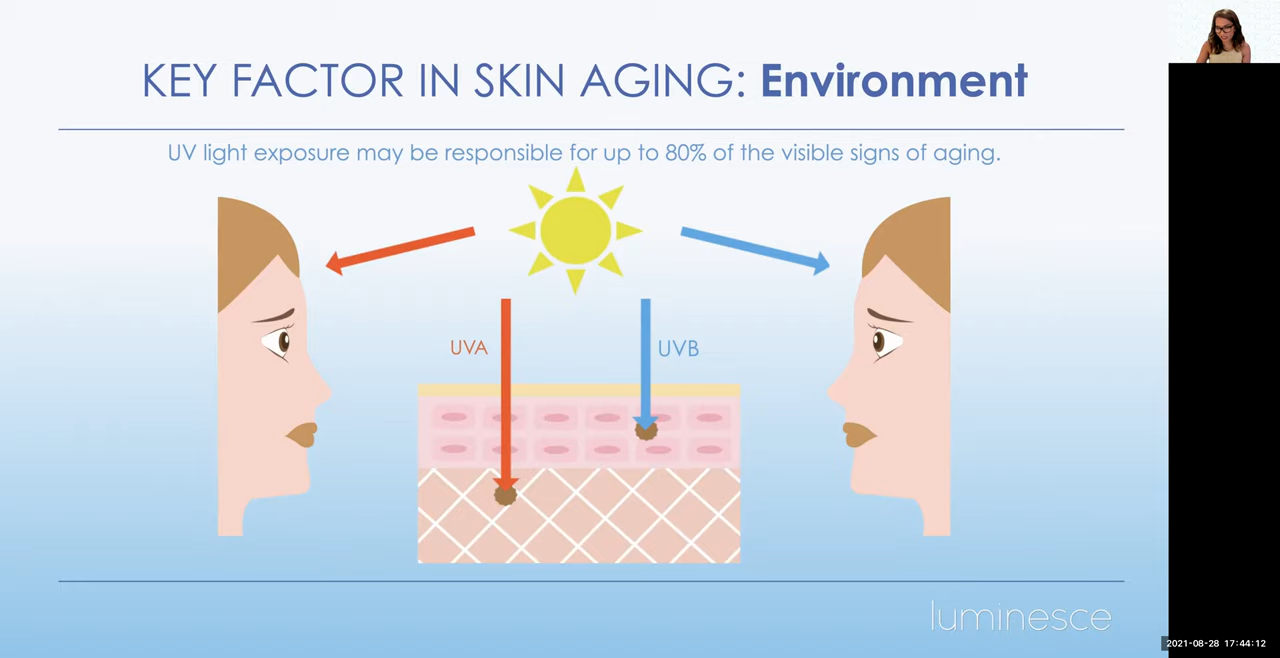 KEY FACTOR IN SKIN AGING: Environment
UV light exposure may be responsible for up to 80% of the visible signs of aging.
UVA
UVB
luminesce
2021-08-28 17:44:12